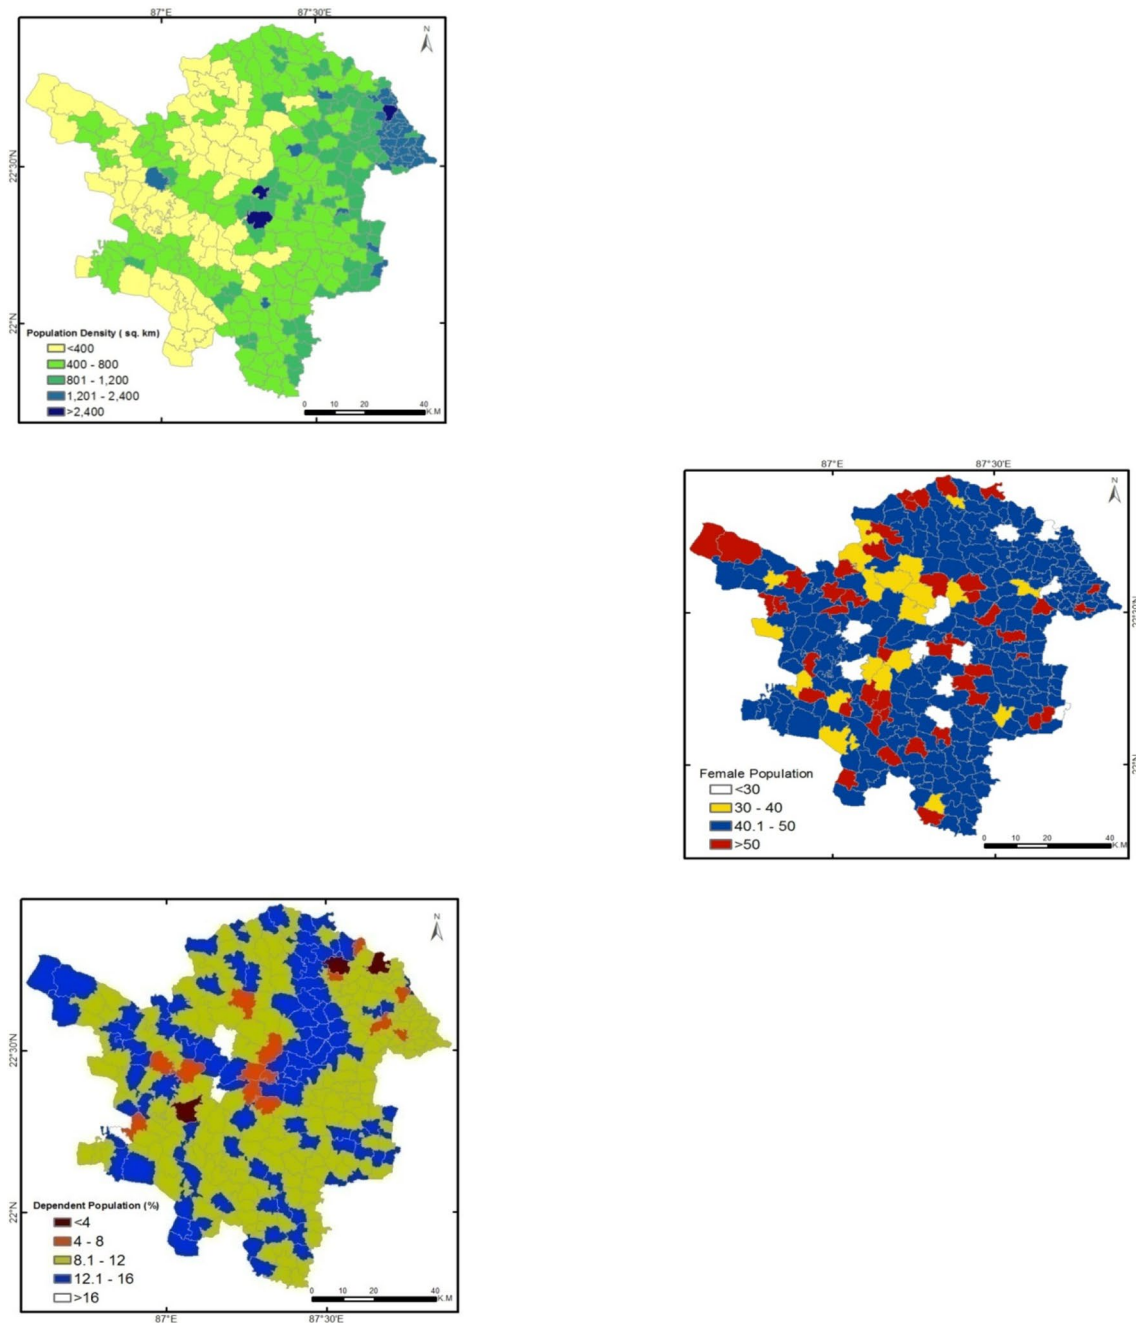 87°E 87°30'E
N
22°30'N
22°N
Population Density ( sq. km)
<400
400 - 800
801 - 1,200
1,201 - 2,400
>2,400
0 10 20 40
K.M
87°E 87°30'E
N
22°30'N
22°N
Female Population
<30
30 - 40
40.1 - 50
>50
0 10 20 40
K.M
N
22°30'N
22°N
Dependent Population (%)
<4
4 - 8
8.1 - 12
12.1 - 16
>16
0 10 20 40
K.M
87°E 87°30'E